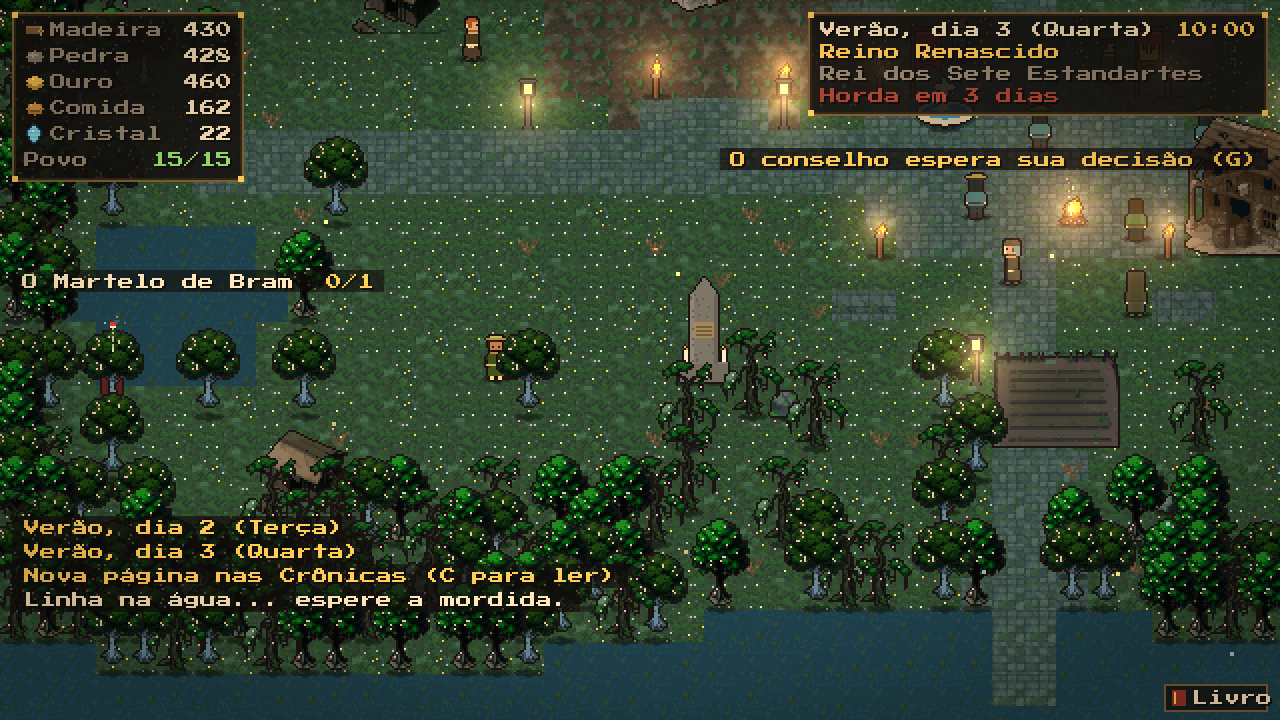 Madeira 430
Pedra 428
Ouro 460
Comida 162
Cristal 22
Povo 15/15
Verão, dia 3 (Quarta) 10:00
Reino Renascido
Rei dos Sete Estandartes
Horda em 3 dias
O conselho espera sua decisão (G)
O Martelo de Bram 0/1
Verão, dia 2 (Terça)
Verão, dia 3 (Quarta)
Nova página nas Crônicas (C para ler)
Linha na água... espere a mordida.
Livro